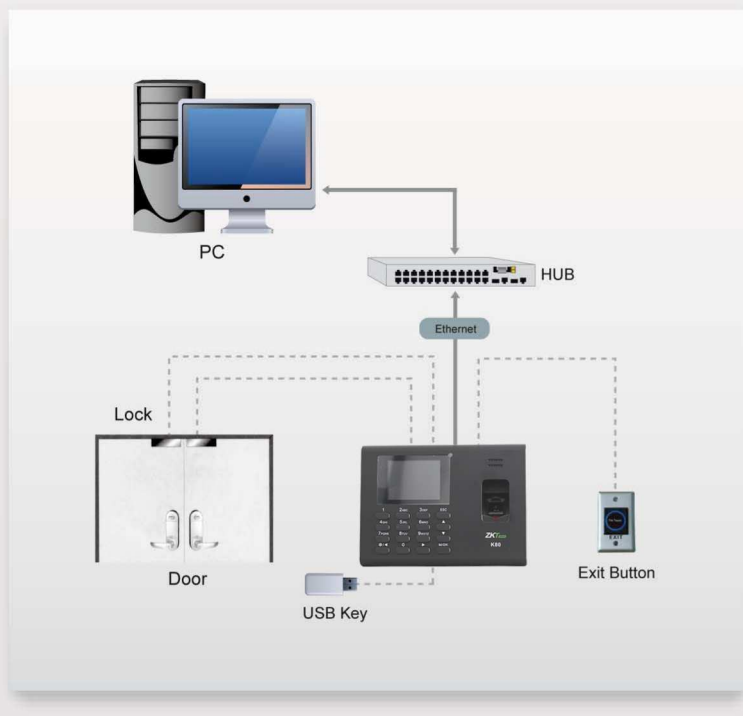 PC
HUB
Ethernet
Lock
Door
ZKTeco
K80
EXIT
Exit Button
USB Key